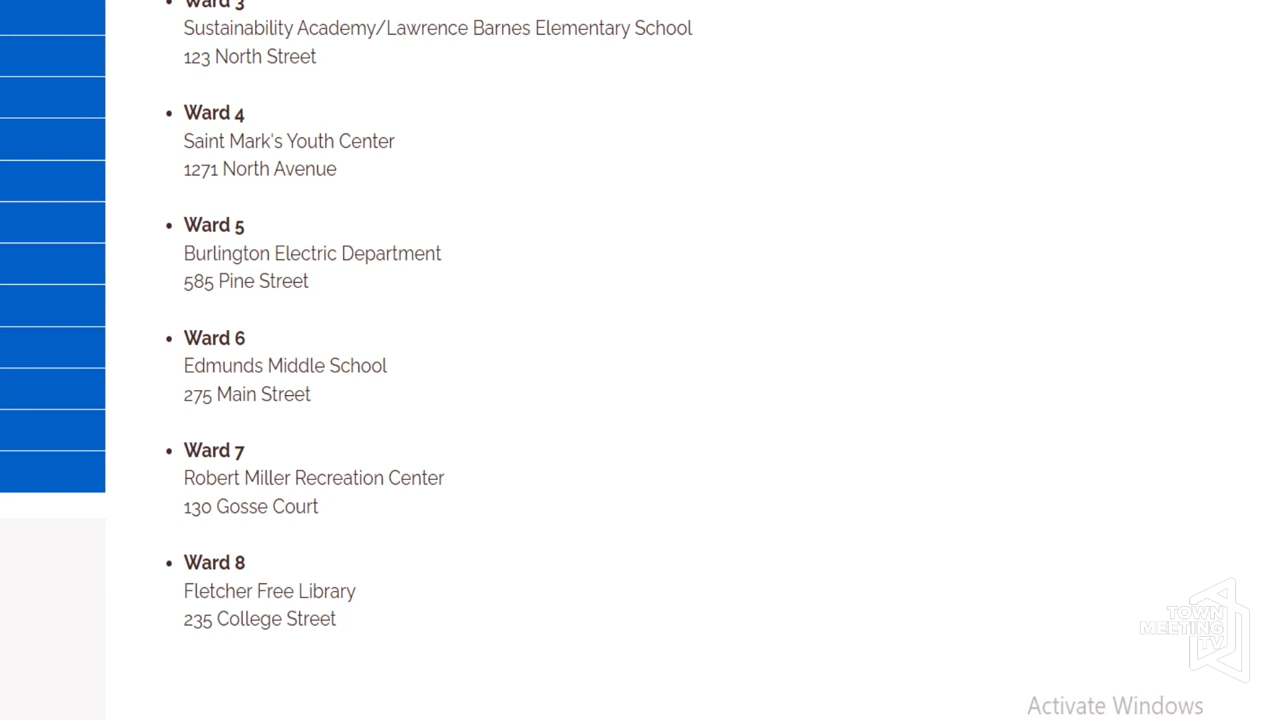 Ward 3
Sustainability Academy/Lawrence Barnes Elementary School
123 North Street
Ward 4
Saint Mark's Youth Center
1271 North Avenue
Ward 5
Burlington Electric Department
585 Pine Street
Ward 6
Edmunds Middle School
275 Main Street
Ward 7
Robert Miller Recreation Center
130 Gosse Court
Ward 8
Fletcher Free Library
235 College Street
TOWN
MEETING
TV
Activate Windows